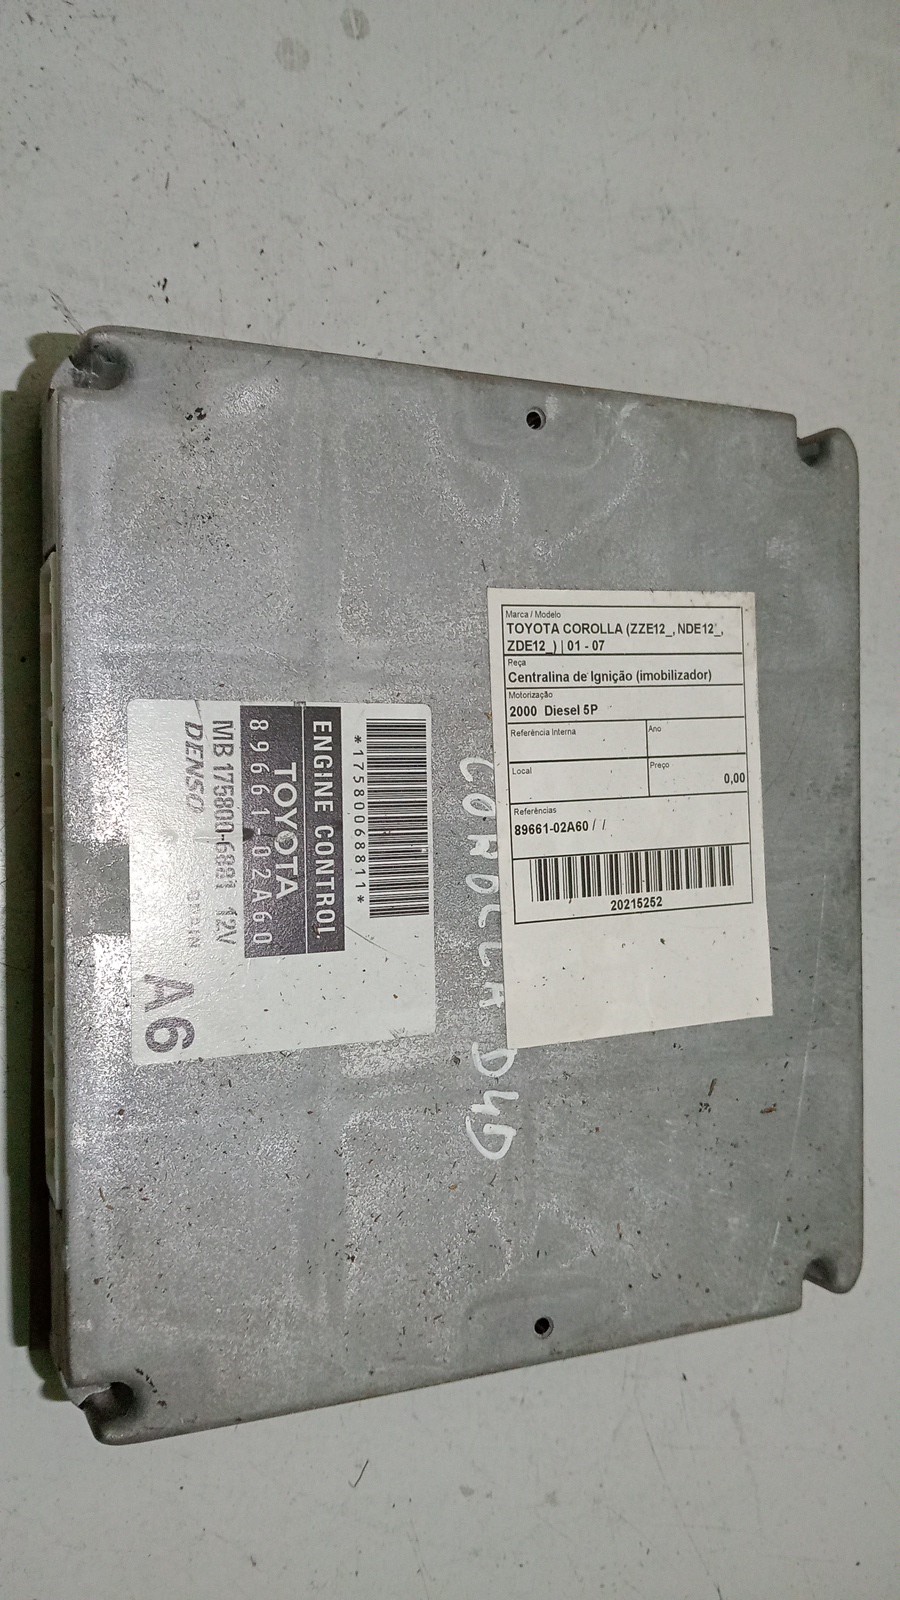 Marca / Modelo
TOYOTA COROLLA (ZZE12_, NDE12_,
ZDE12_) | 01 - 07
Peça
Centralina de Ignição (imobilizador)
Motorização
2000 Diesel 5P
Referência Interna
Ano
Local
Preço
0,00
Referências
89661-02A60 / /
20215252
*17580068811*
ENGINE CONTROL
TOYOTA
89661-02A60
MB175800-6881 12V
DENSO SPAIN
A6
COROLLA D4D